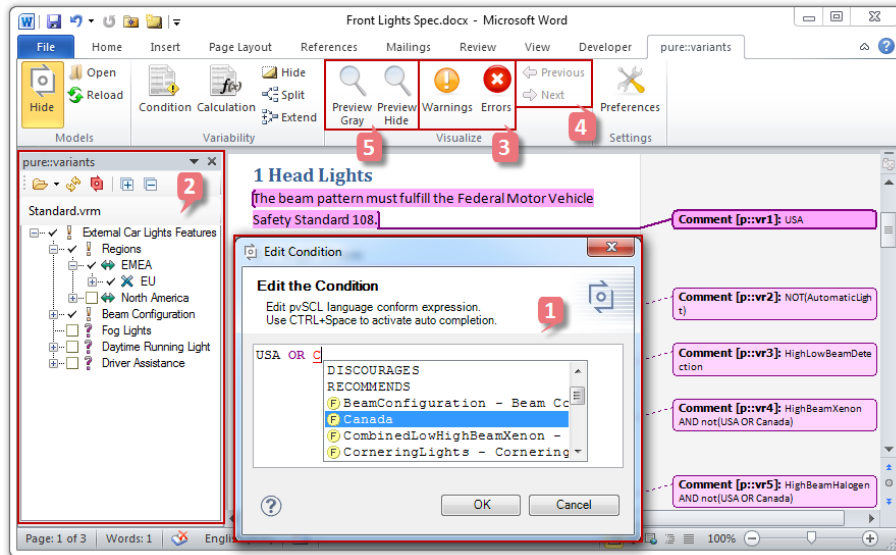 Front Lights Spec.docx - Microsoft Word
File Home Insert Page Layout References Mailings Review View Developer pure::variants
Hide
Open
Reload
Models
Condition
Calculation
f(x)
Hide
Split
Extend
Variability
Preview Gray
Preview Hide
Warnings
Errors
Visualize
Previous
Next
Preferences
Settings
5
3
4
pure::variants
2
Standard.vrm
External Car Lights Features
Regions
EMEA
EU
North America
Beam Configuration
Fog Lights
Daytime Running Light
Driver Assistance
1 Head Lights
The beam pattern must fulfill the Federal Motor Vehicle
Safety Standard 108.
Edit Condition
Edit the Condition
Edit pvSCL language conform expression.
Use CTRL+Space to activate auto completion.
1
USA OR C
DISCOURAGES
RECOMMENDS
F BeamConfiguration - Beam Co
F Canada
F CombinedLowHighBeamXenon -
F CorneringLights - Cornering
OK Cancel
Comment [p::vr1]: USA
Comment [p::vr2]: NOT(AutomaticLigh
t)
Comment [p::vr3]: HighLowBeamDete
ction
Comment [p::vr4]: HighBeamXenon
AND not(USA OR Canada)
Comment [p::vr5]: HighBeamHalogen
AND not(USA OR Canada)
Page: 1 of 3 Words: 1
100%